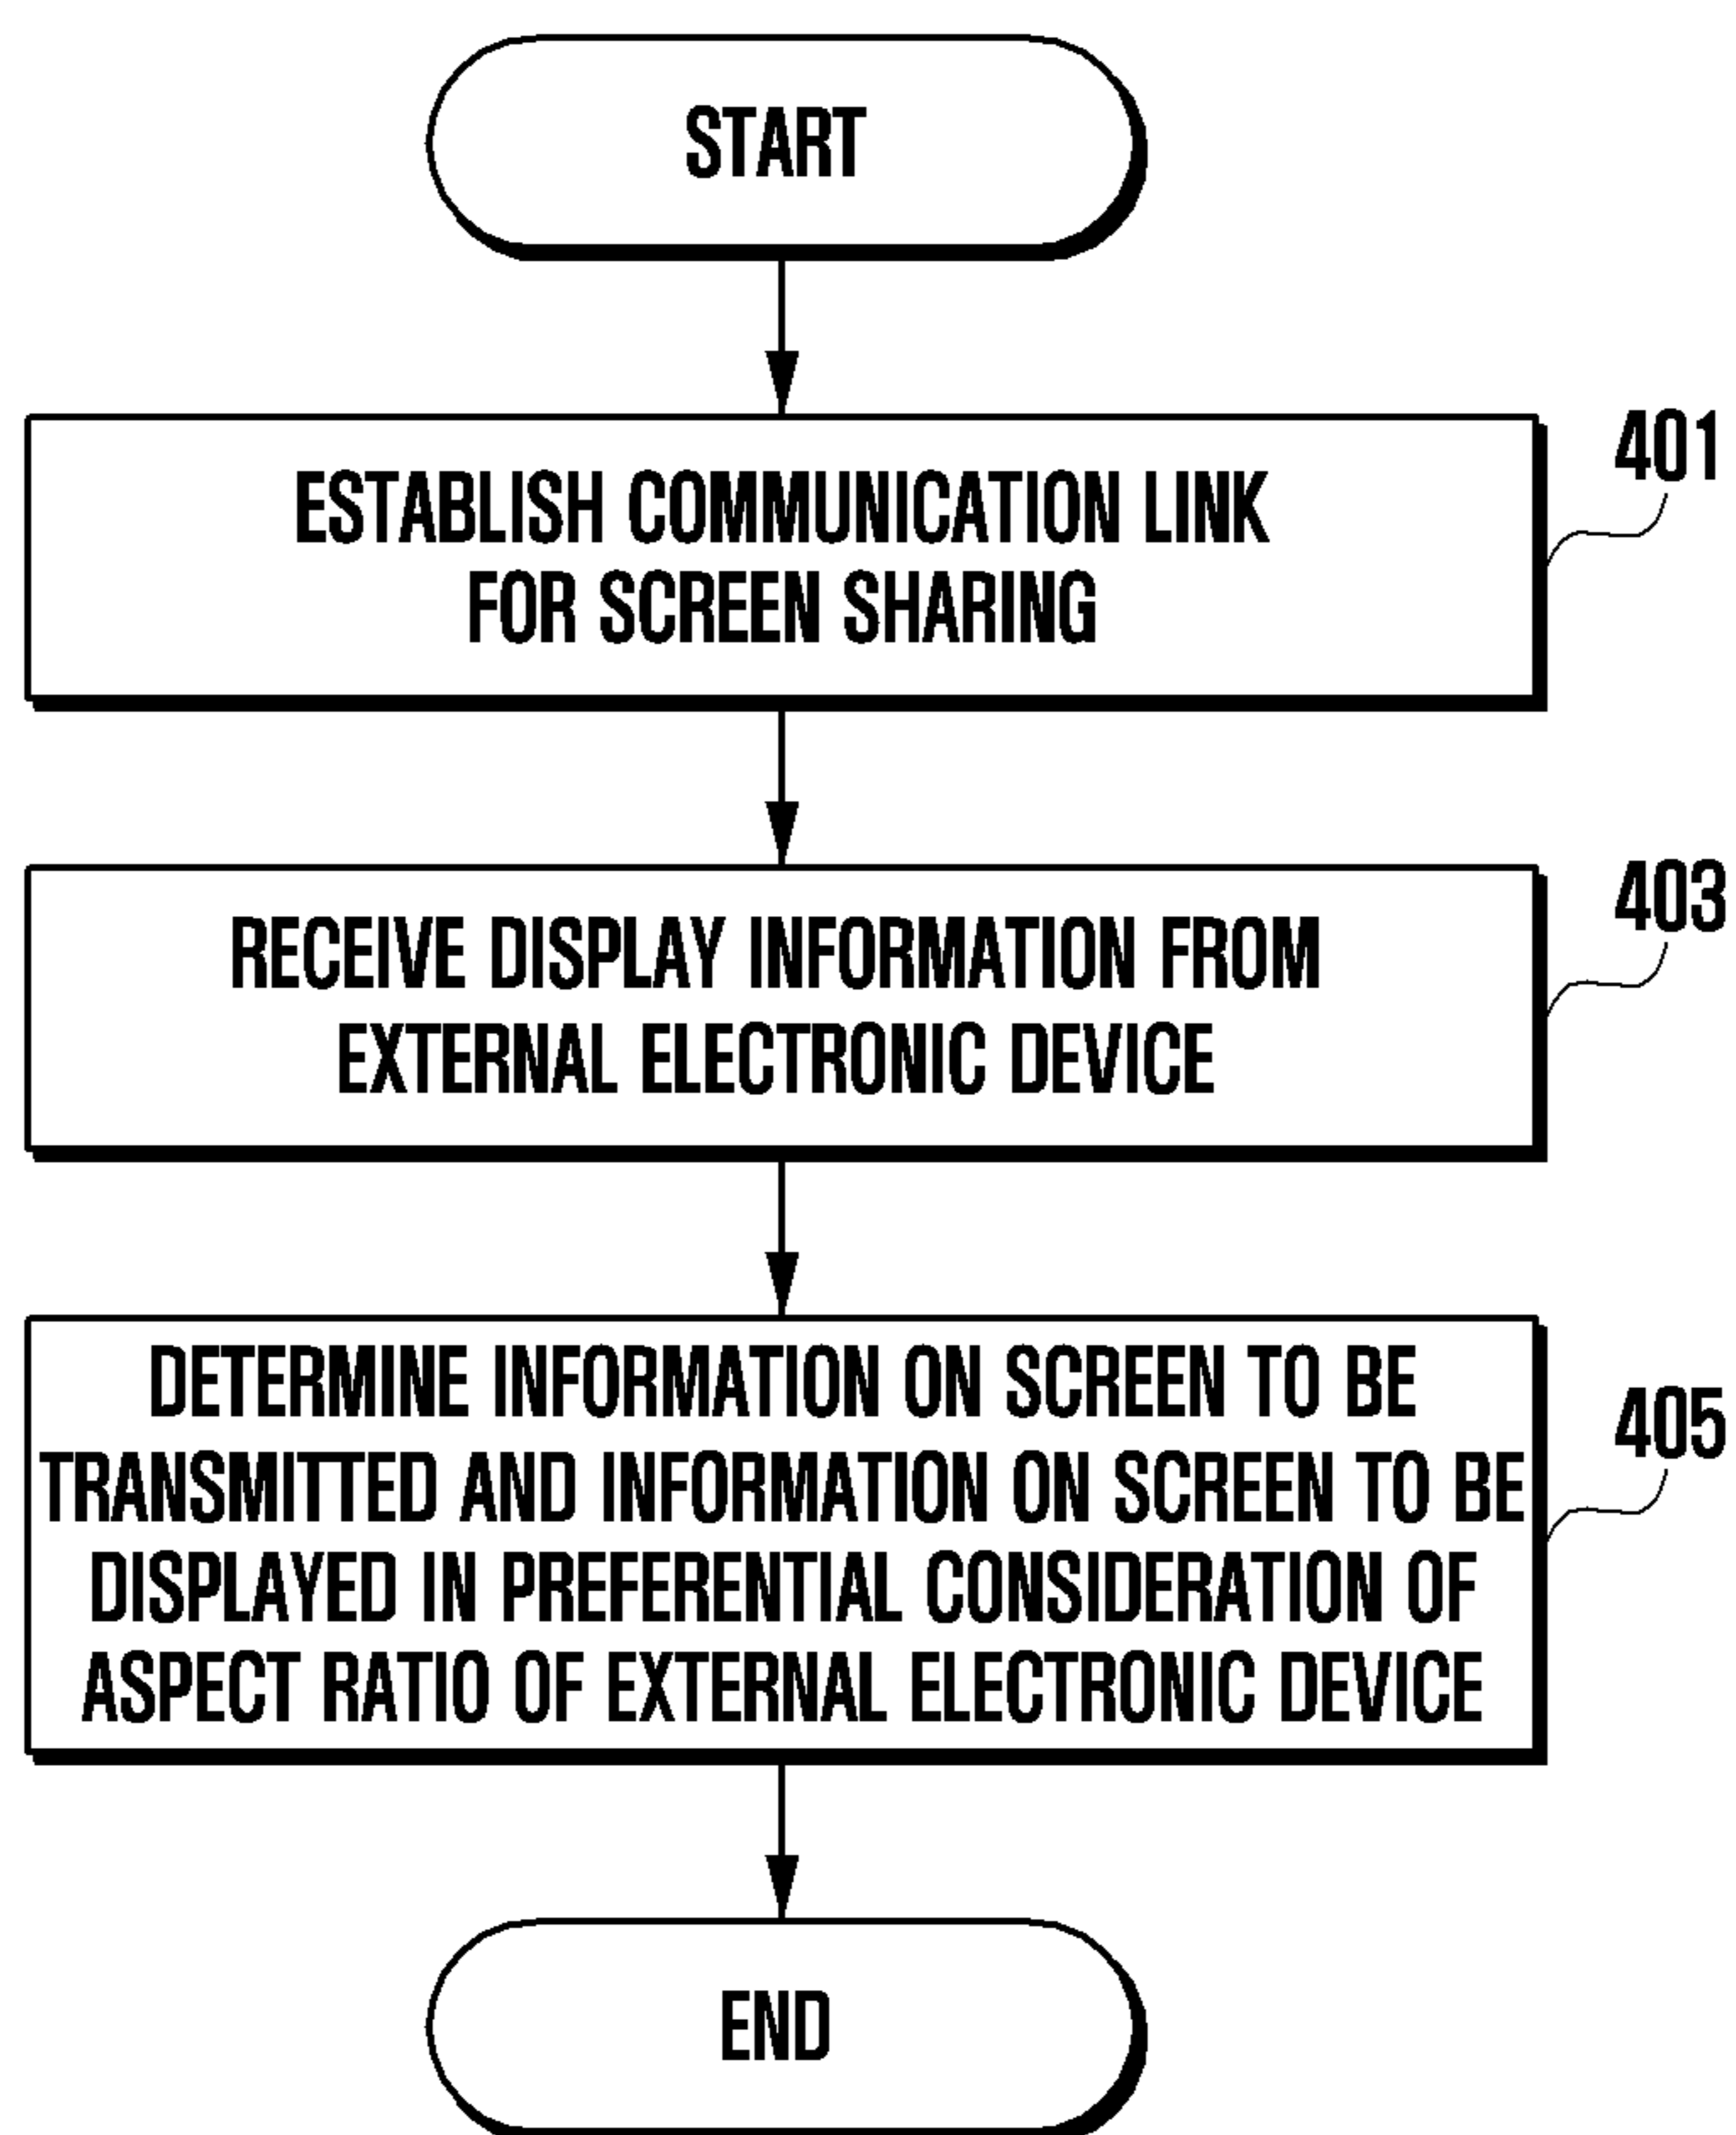 START
ESTABLISH COMMUNICATION LINK
FOR SCREEN SHARING
401
RECEIVE DISPLAY INFORMATION FROM
EXTERNAL ELECTRONIC DEVICE
403
DETERMINE INFORMATION ON SCREEN TO BE
TRANSMITTED AND INFORMATION ON SCREEN TO BE
DISPLAYED IN PREFERENTIAL CONSIDERATION OF
ASPECT RATIO OF EXTERNAL ELECTRONIC DEVICE
405
END